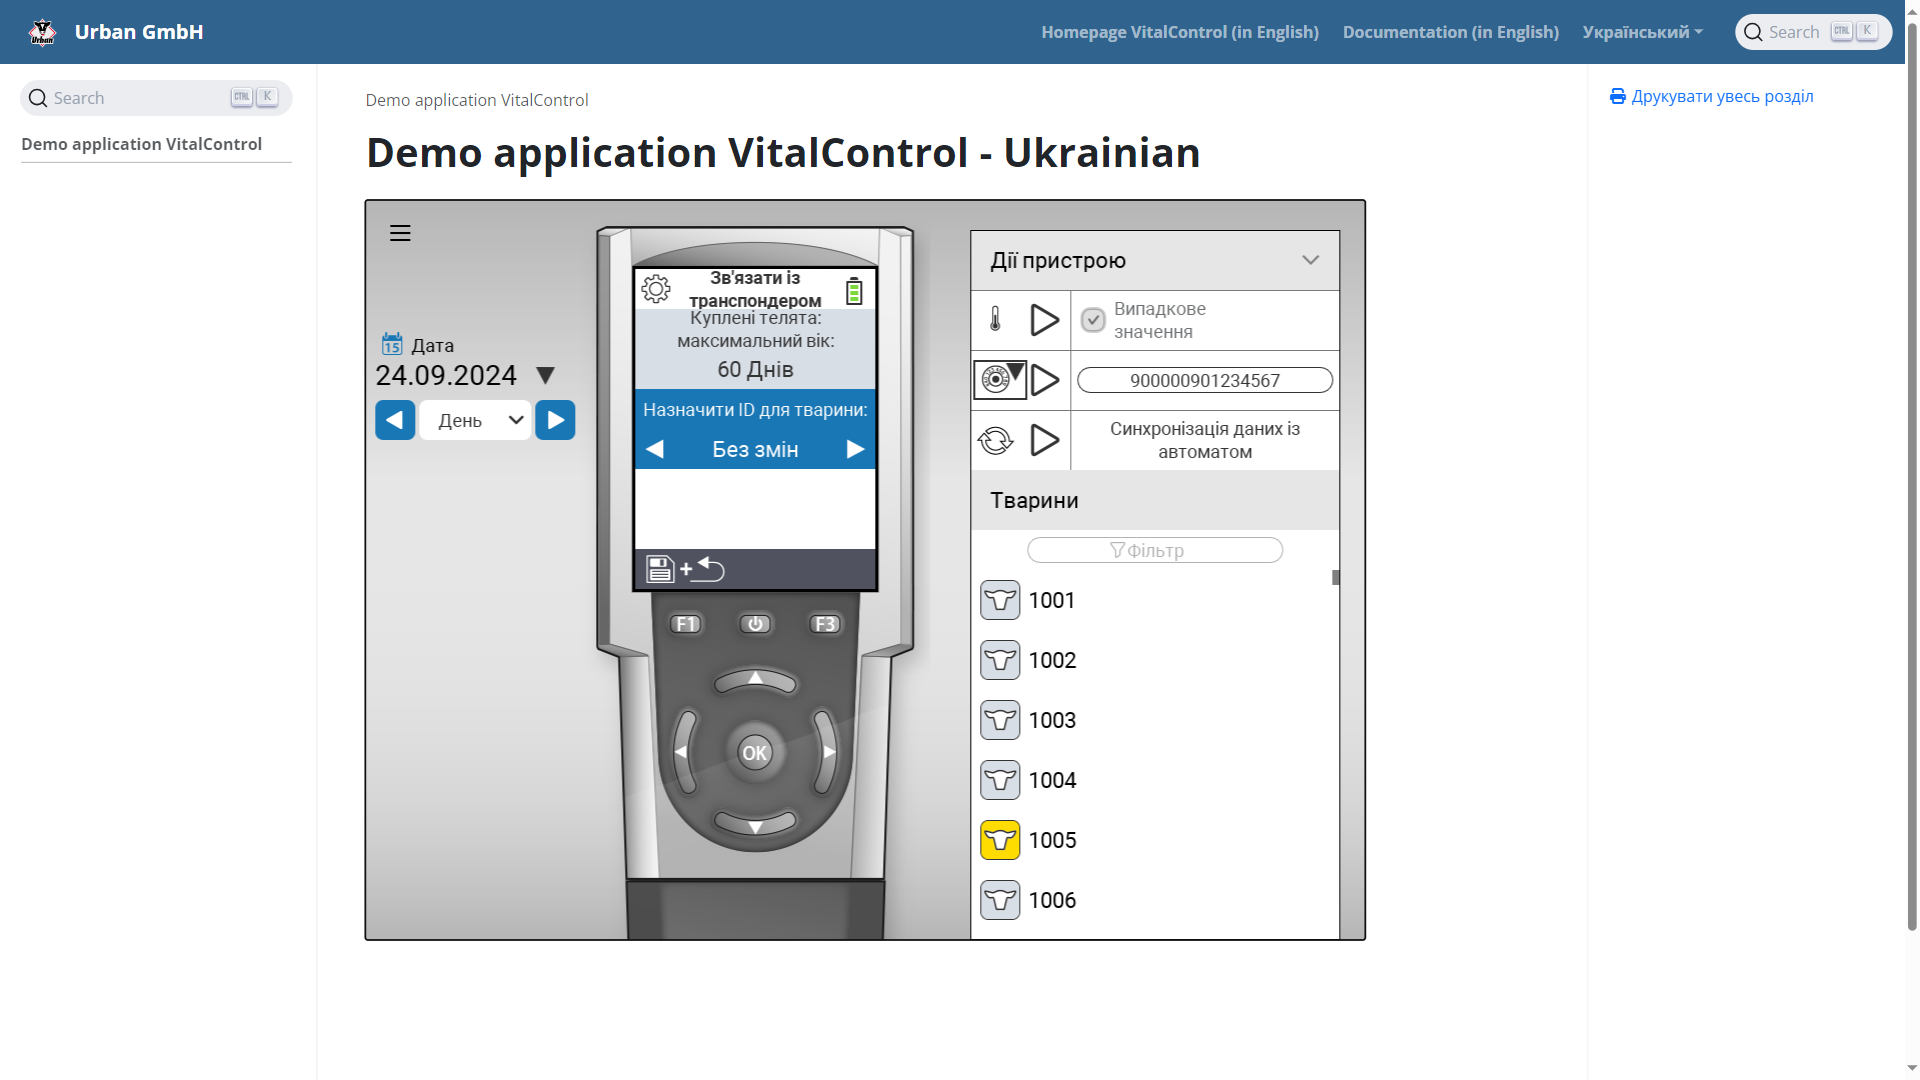 Urban GmbH
Homepage VitalControl (in English)
Documentation (in English)
Український
Search
CTRL
K
Search
CTRL
K
Demo application VitalControl
Demo application VitalControl
Demo application VitalControl - Ukrainian
Друкувати увесь розділ
15
Дата
24.09.2024
День
Зв'язати із
транспондером
Куплені телята:
максимальний вік:
60 Днів
Назначити ID для тварини:
Без змін
+
F1
F3
OK
Дії пристрою
Випадкове
значення
900000901234567
Синхронізація даних із
автоматом
Тварини
Фільтр
1001
1002
1003
1004
1005
1006